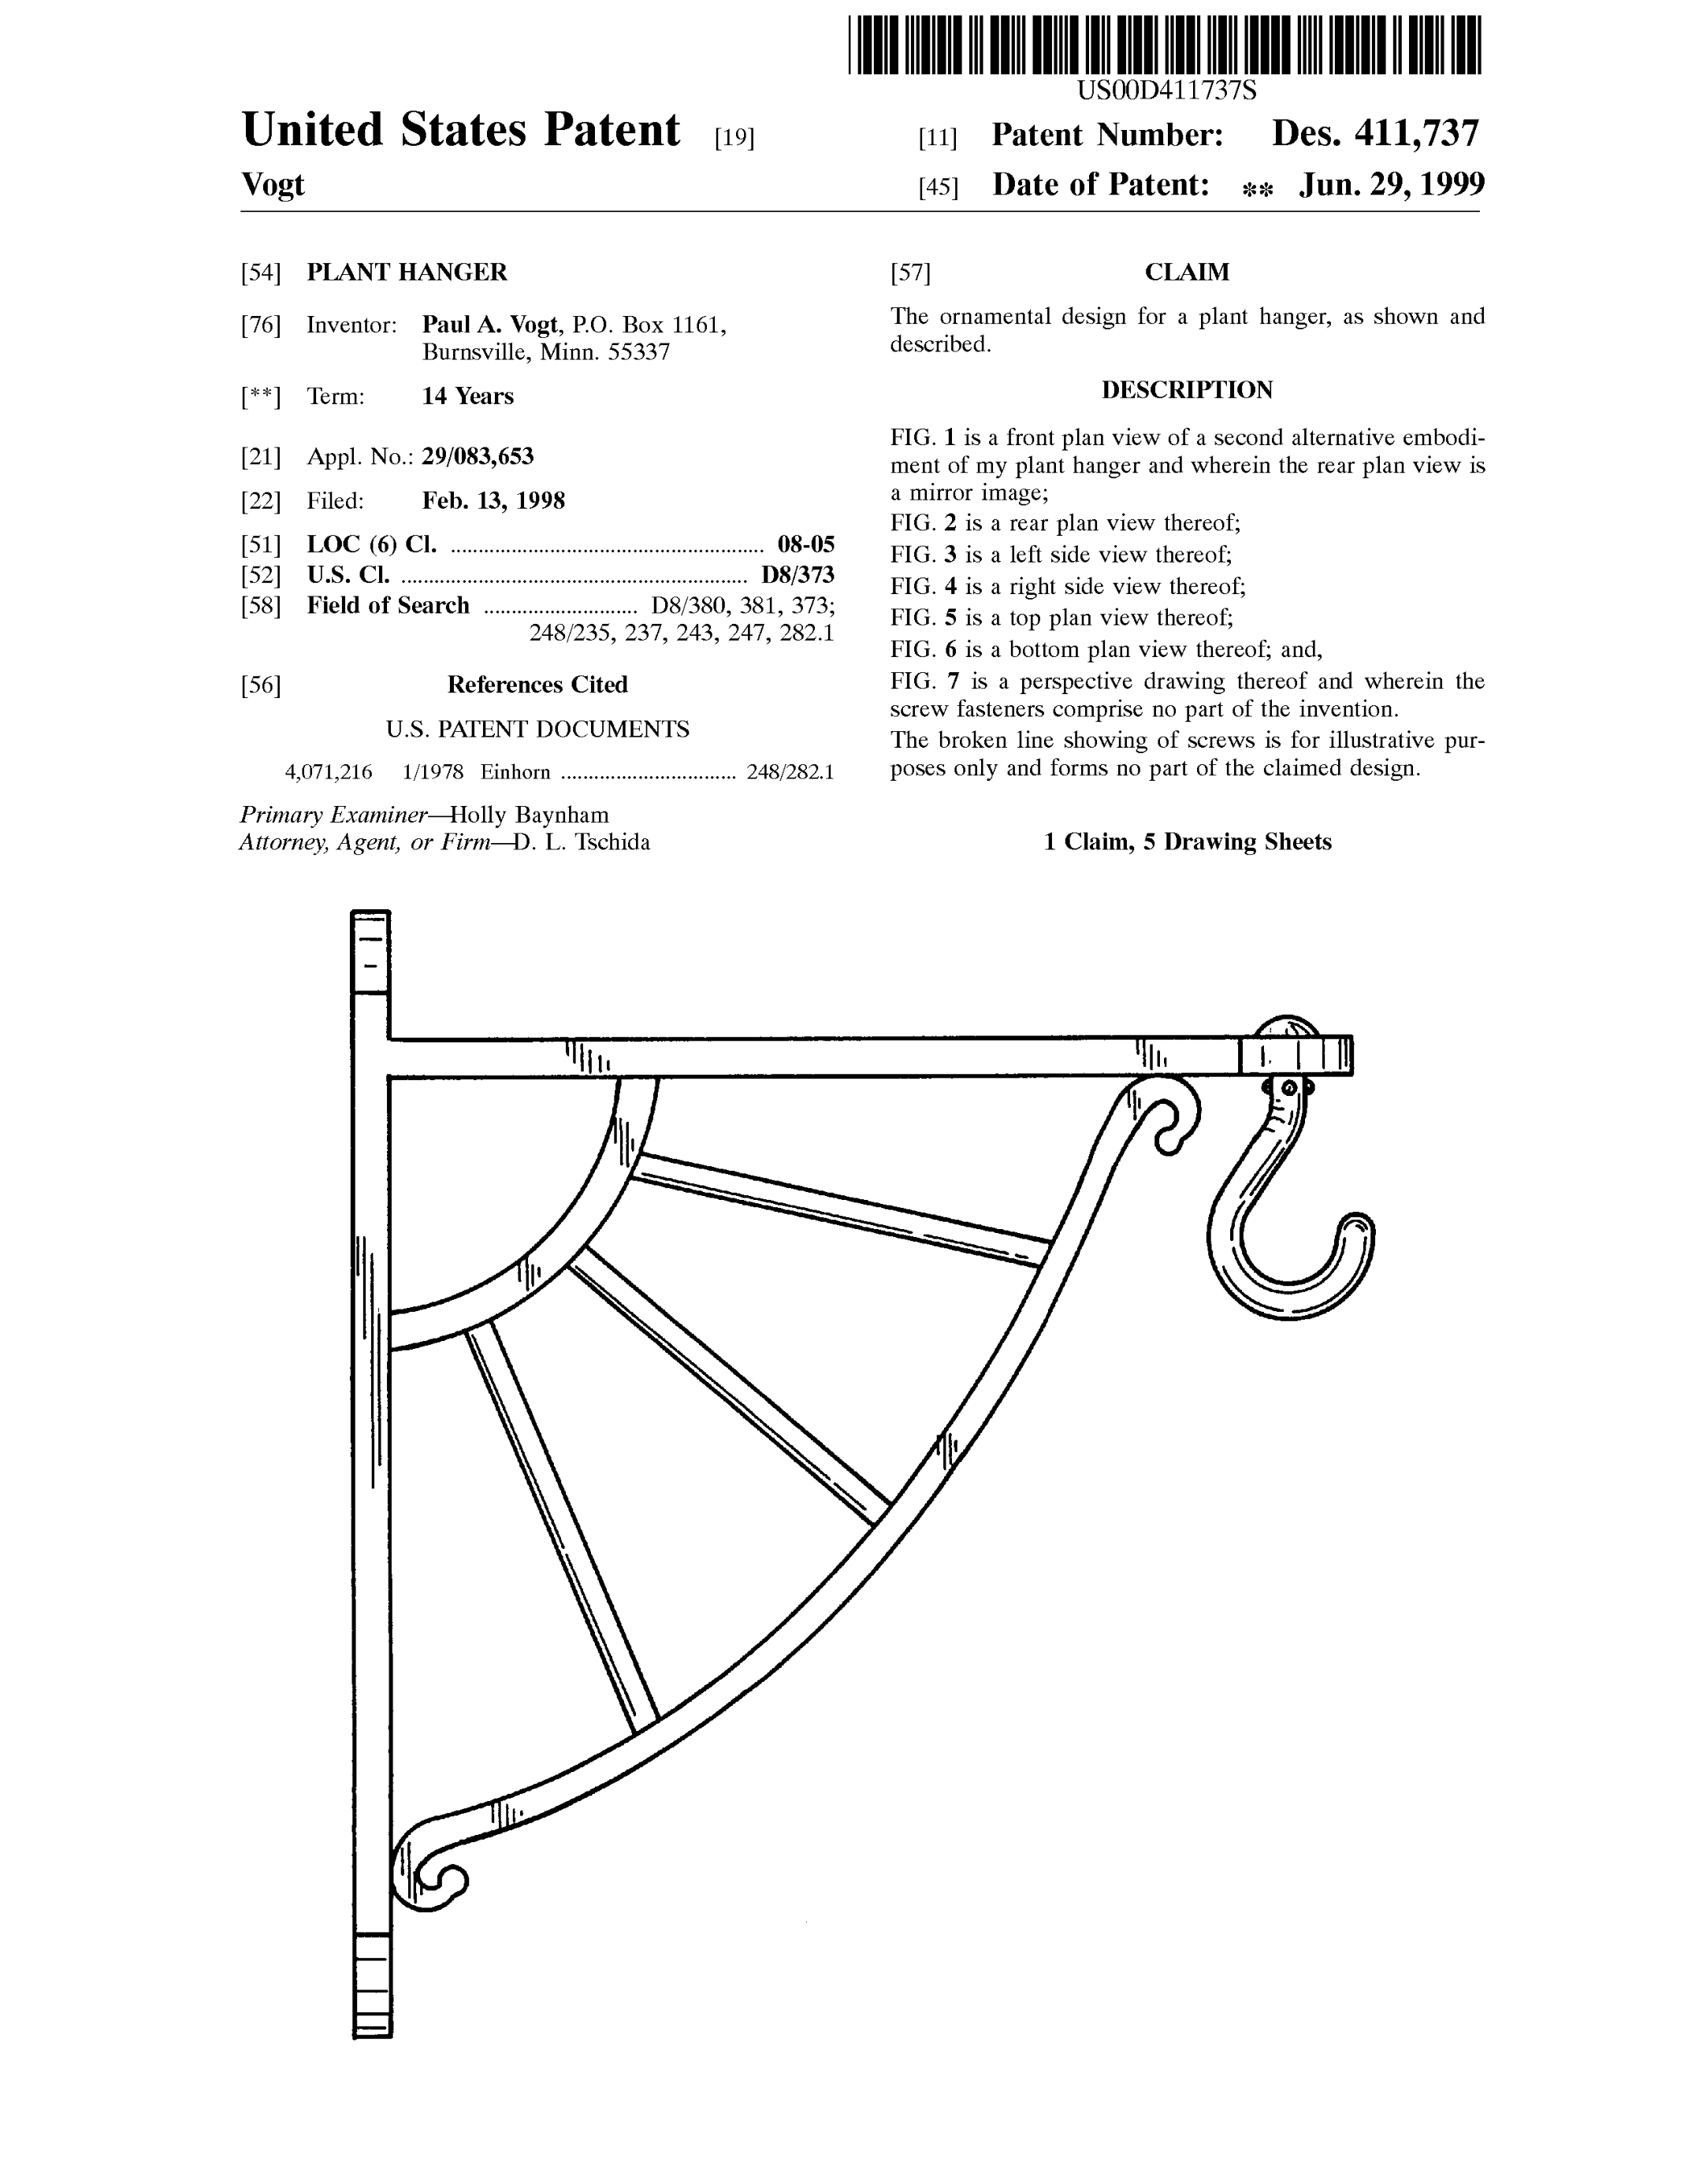 US00D411737S
United States Patent [19]
Vogt
[11] Patent Number: Des. 411,737
[45] Date of Patent: ** Jun. 29, 1999
[54] PLANT HANGER
[76] Inventor: Paul A. Vogt, P.O. Box 1161,
Burnsville, Minn. 55337
[**] Term: 14 Years
[21] Appl. No.: 29/083,653
[22] Filed: Feb. 13, 1998
[51] LOC (6) Cl. ........................................................ 08-05
[52] U.S. Cl. ............................................................. D8/373
[58] Field of Search ........................... D8/380, 381, 373;
248/235, 237, 243, 247, 282.1
[56] References Cited
U.S. PATENT DOCUMENTS
4,071,216 1/1978 Einhorn ............................... 248/282.1
Primary Examiner—Holly Baynham
Attorney, Agent, or Firm—D. L. Tschida
[57] CLAIM
The ornamental design for a plant hanger, as shown and
described.
DESCRIPTION
FIG. 1 is a front plan view of a second alternative embodi-
ment of my plant hanger and wherein the rear plan view is
a mirror image;
FIG. 2 is a rear plan view thereof;
FIG. 3 is a left side view thereof;
FIG. 4 is a right side view thereof;
FIG. 5 is a top plan view thereof;
FIG. 6 is a bottom plan view thereof; and,
FIG. 7 is a perspective drawing thereof and wherein the
screw fasteners comprise no part of the invention.
The broken line showing of screws is for illustrative pur-
poses only and forms no part of the claimed design.
1 Claim, 5 Drawing Sheets